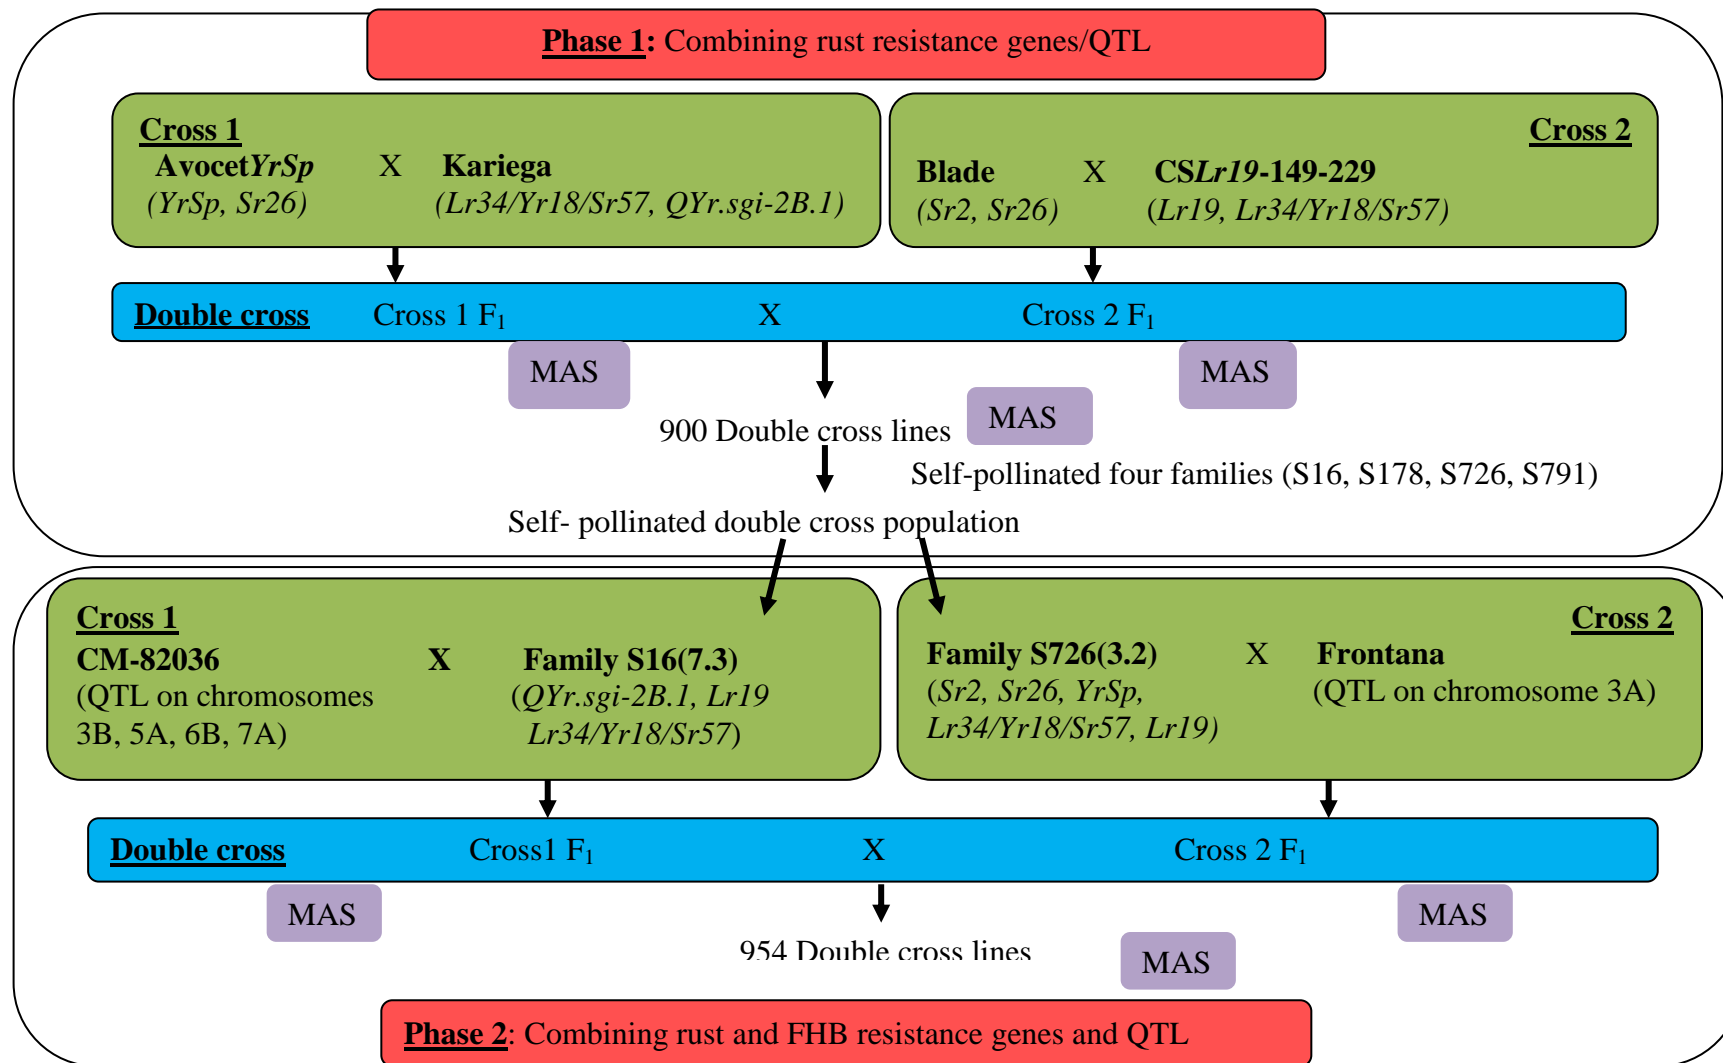 Phase 1: Combining rust resistance genes/QTL
Cross 1
AvocetYrSp X Kariega
(YrSp, Sr26) (Lr34/Yr18/Sr57, QYr.sgi-2B.1)
Cross 2
Blade X CSLr19-149-229
(Sr2, Sr26) (Lr19, Lr34/Yr18/Sr57)
Double cross Cross 1 F1 X Cross 2 F1
MAS MAS
900 Double cross lines MAS
Self-pollinated four families (S16, S178, S726, S791)
Self- pollinated double cross population
Cross 1
CM-82036 X Family S16(7.3)
(QTL on chromosomes (QYr.sgi-2B.1, Lr19
3B, 5A, 6B, 7A) Lr34/Yr18/Sr57)
Cross 2
Family S726(3.2) X Frontana
(Sr2, Sr26, YrSp, (QTL on chromosome 3A)
Lr34/Yr18/Sr57, Lr19)
Double cross Cross1 F1 X Cross 2 F1
MAS MAS
954 Double cross lines MAS
Phase 2: Combining rust and FHB resistance genes and QTL